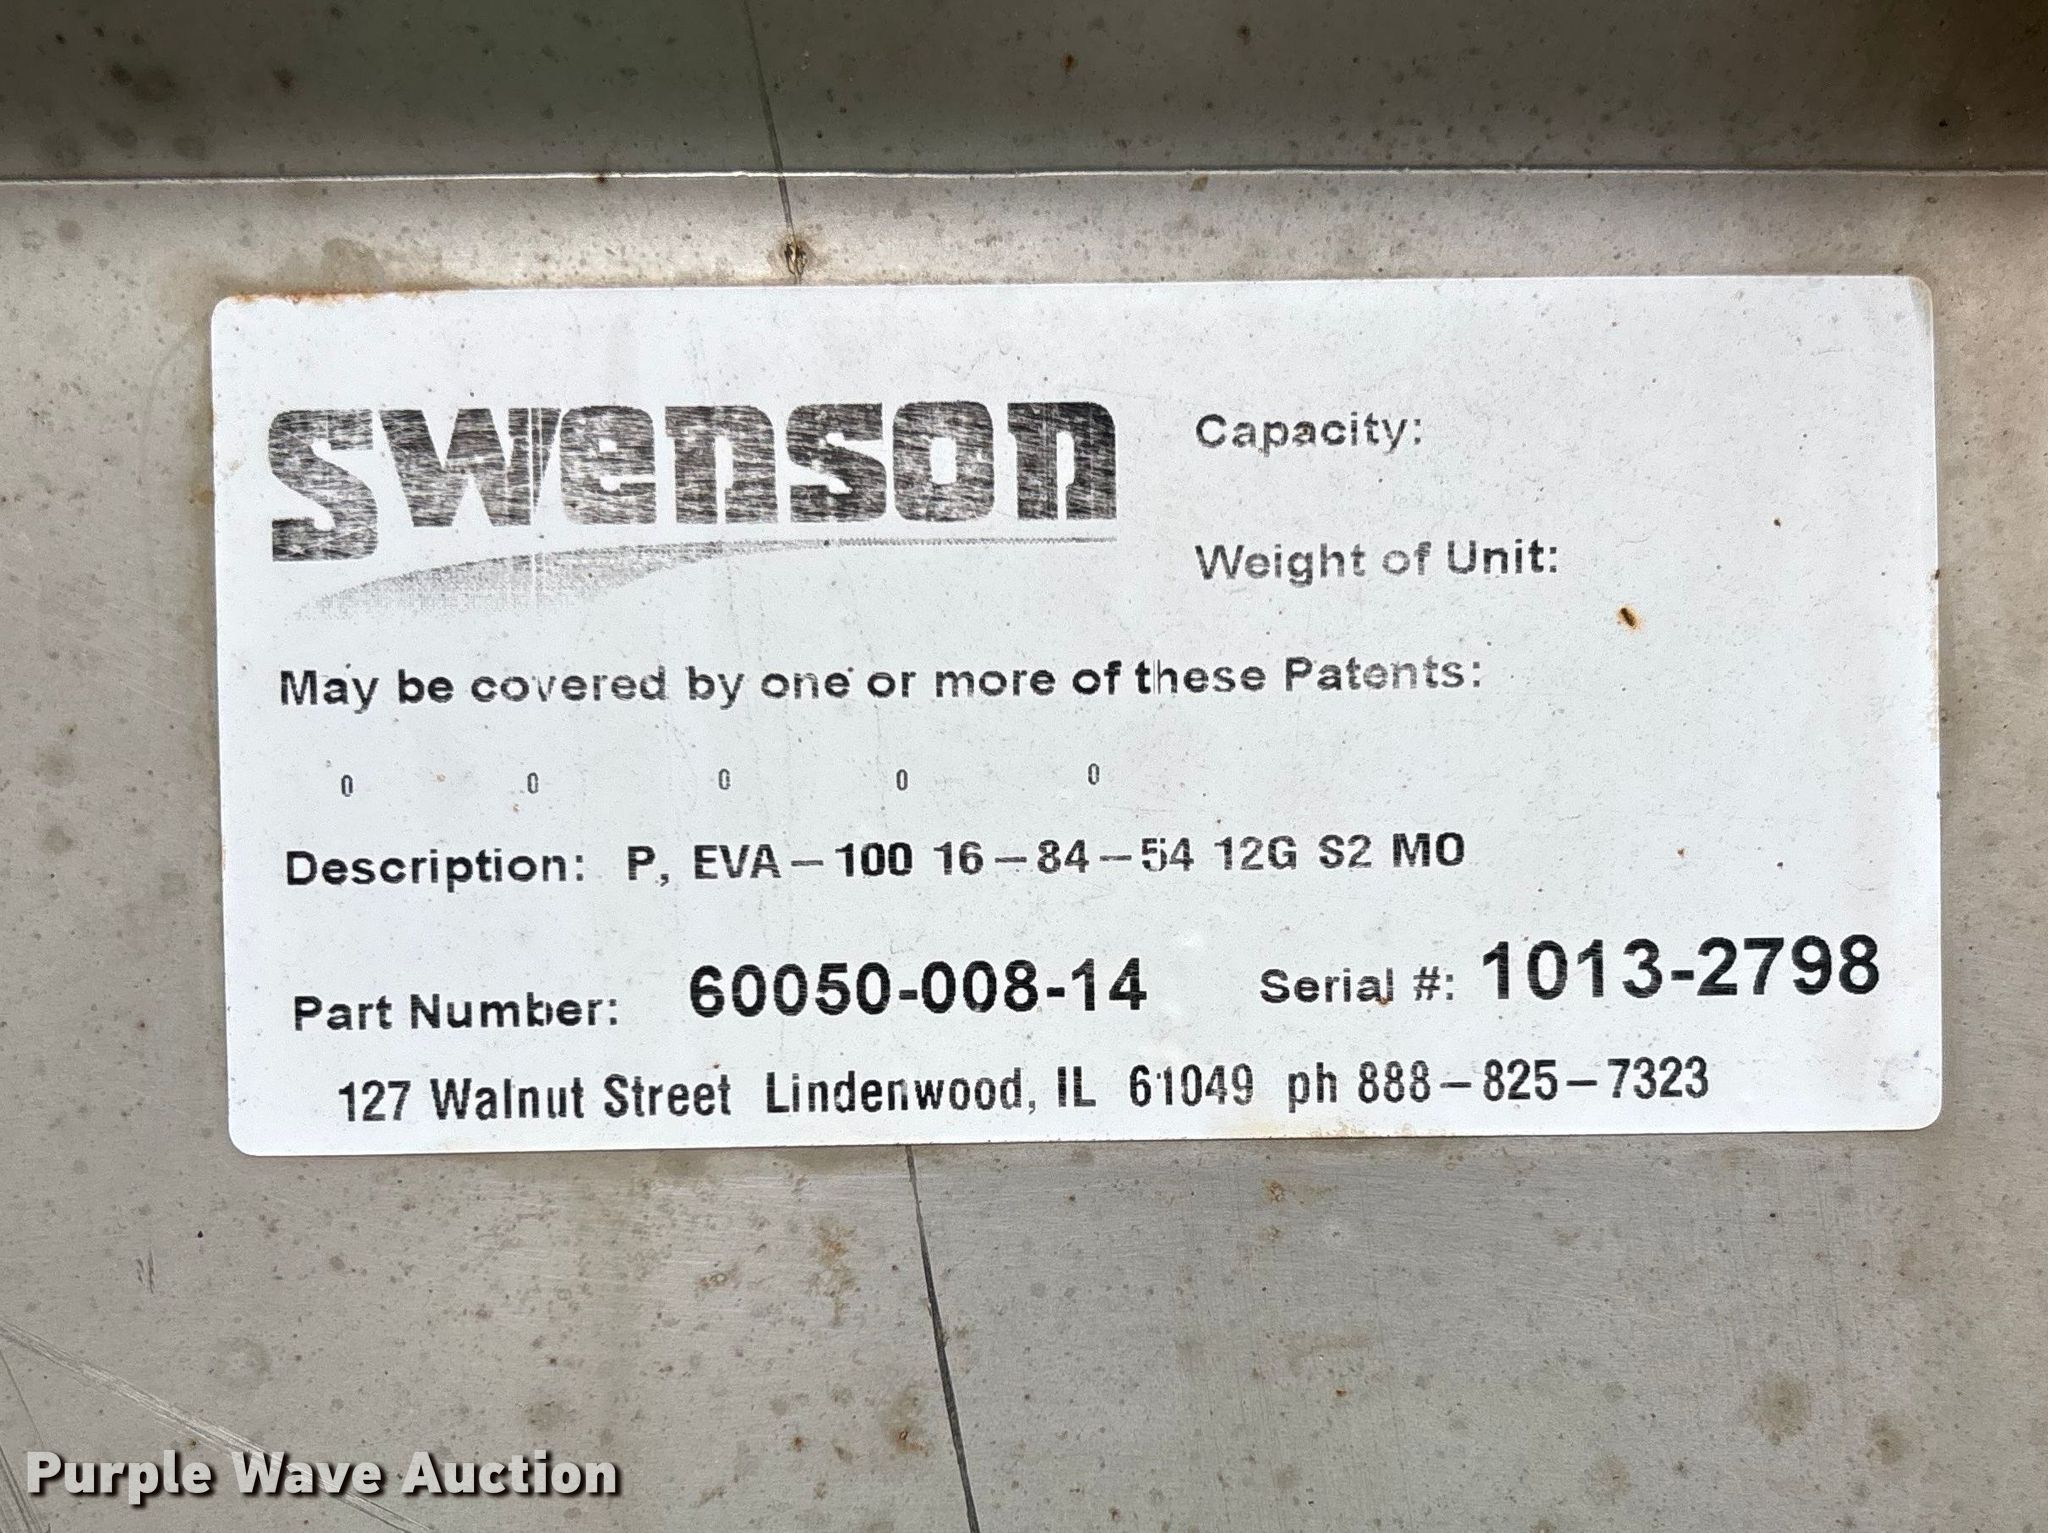 swenson
Capacity:
Weight of Unit:
May be covered by one or more of these Patents:
0 0 0 0 0
Description: P, EVA-100 16-84-54 12G S2 MO
Part Number: 60050-008-14 Serial #: 1013-2798
127 Walnut Street Lindenwood, IL 61049 ph 888-825-7323
Purple Wave Auction